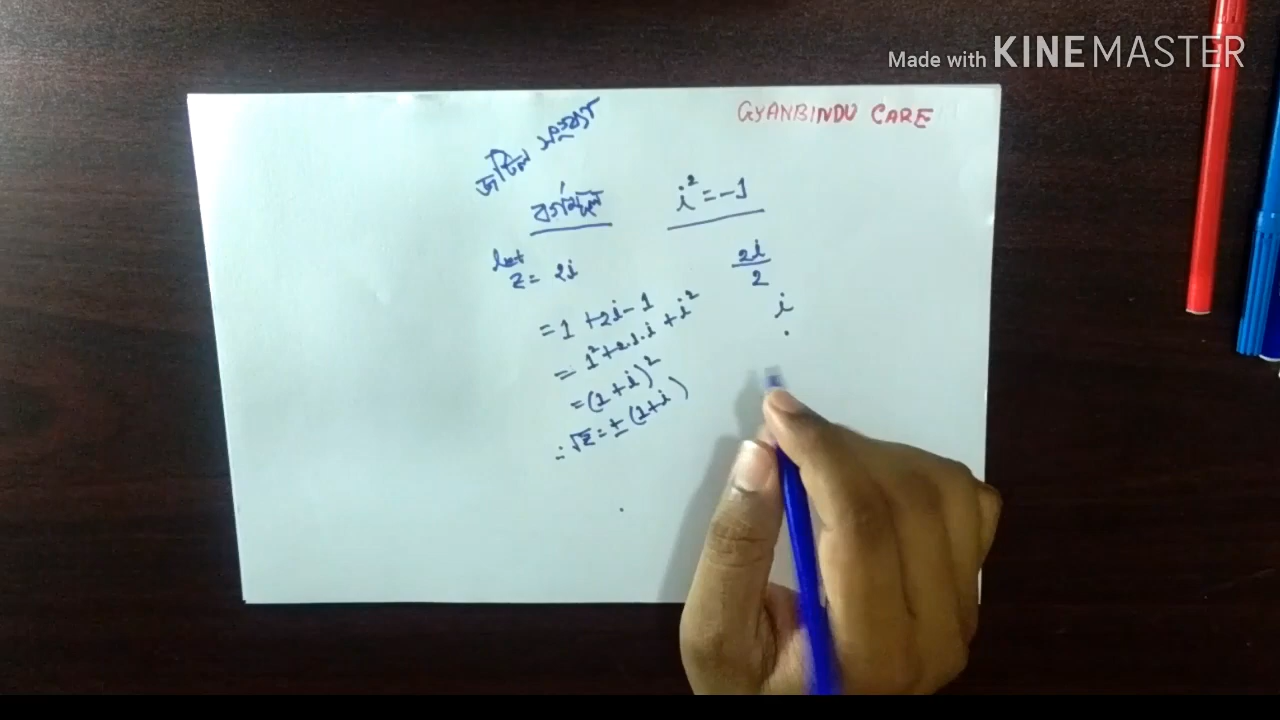 Made with KINEMASTER
GYANBINDU CARE
জটিল সংখ্যা
বর্গমূল
i² = -1
let
z = 2i
= 1 + 2i - 1
= 1² + 2.1.i + i²
= (1 + i)²
∴ √z = ± (1+i)
2i
2
i